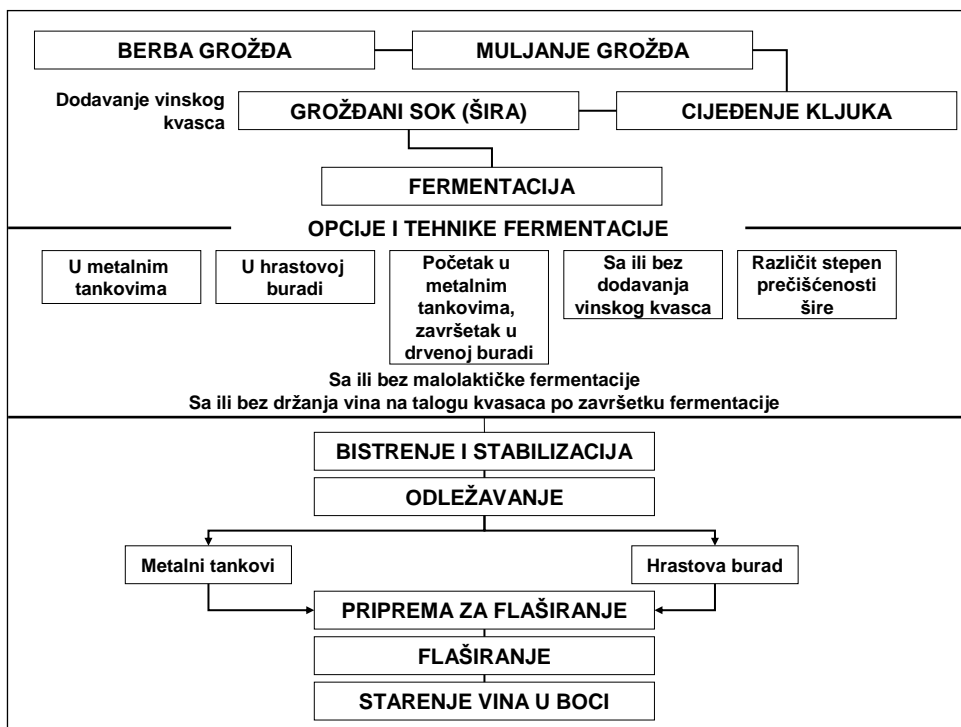 BERBA GROŽĐA
MULJANJE GROŽĐA
Dodavanje vinskog
kvasca
GROŽĐANI SOK (ŠIRA)
CIJEĐENJE KLJUKA
FERMENTACIJA
OPCIJE I TEHNIKE FERMENTACIJE
U metalnim
tankovima
U hrastovoj
buradi
Početak u
metalnim
tankovima,
završetak u
drvenoj buradi
Sa ili bez
dodavanja
vinskog kvasca
Različit stepen
prečišćenosti
šire
Sa ili bez malolaktičke fermentacije
Sa ili bez držanja vina na talogu kvasaca po završetku fermentacije
BISTRENJE I STABILIZACIJA
ODLEŽAVANJE
Metalni tankovi
Hrastova burad
PRIPREMA ZA FLAŠIRANJE
FLAŠIRANJE
STARENJE VINA U BOCI